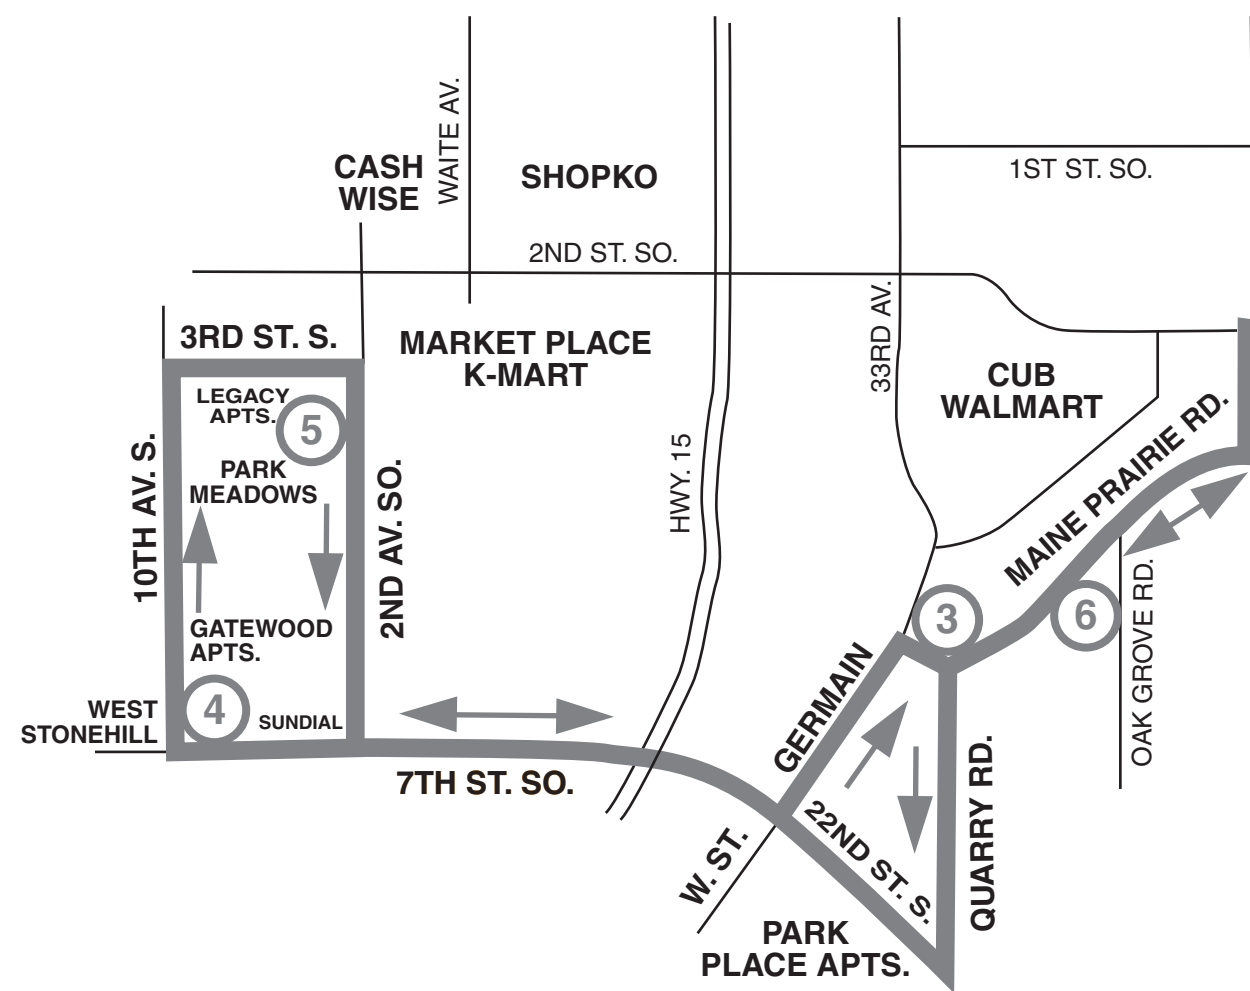 WAITE AV.
CASH
WISE
SHOPKO
1ST ST. SO.
2ND ST. SO.
33RD AV.
3RD ST. S.
MARKET PLACE
K-MART
CUB
WALMART
LEGACY
APTS.
5
MAINE PRAIRIE RD.
10TH AV. S.
PARK
MEADOWS
2ND AV. SO.
HWY. 15
GATEWOOD
APTS.
3
6
OAK GROVE RD.
WEST
STONEHILL
4
SUNDIAL
GERMAIN
7TH ST. SO.
22ND ST. S.
QUARRY RD.
W. ST.
PARK
PLACE APTS.